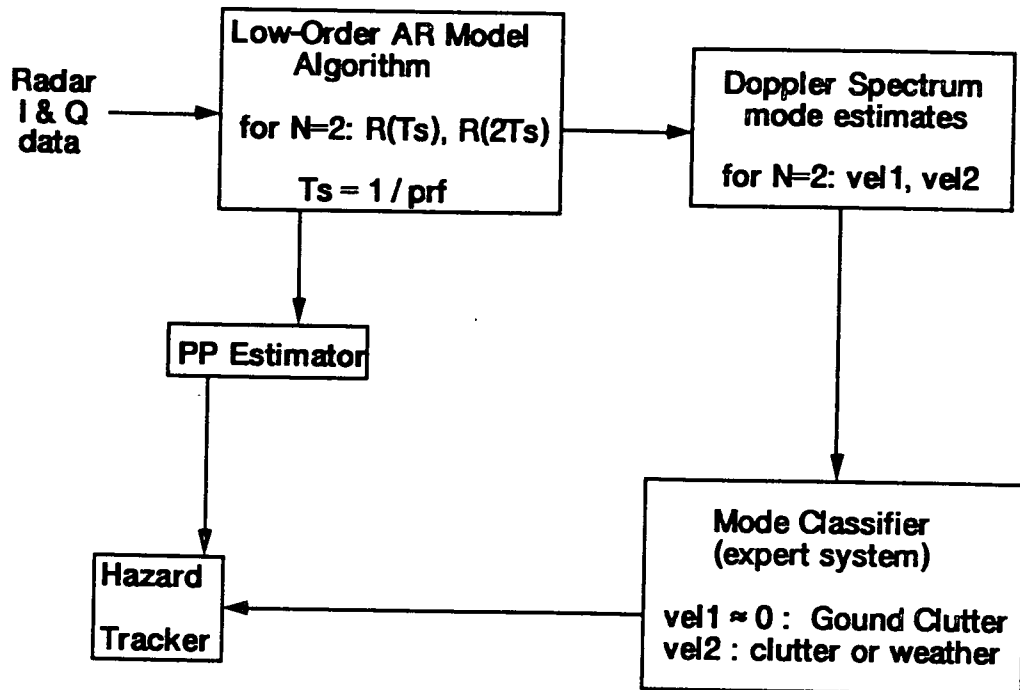 Radar
I & Q
data
Low-Order AR Model
Algorithm
for N=2: R(Ts), R(2Ts)
Ts = 1 / prf
Doppler Spectrum
mode estimates
for N=2: vel1, vel2
PP Estimator
Mode Classifier
(expert system)
vel1 ≈ 0 : Gound Clutter
vel2 : clutter or weather
Hazard
Tracker